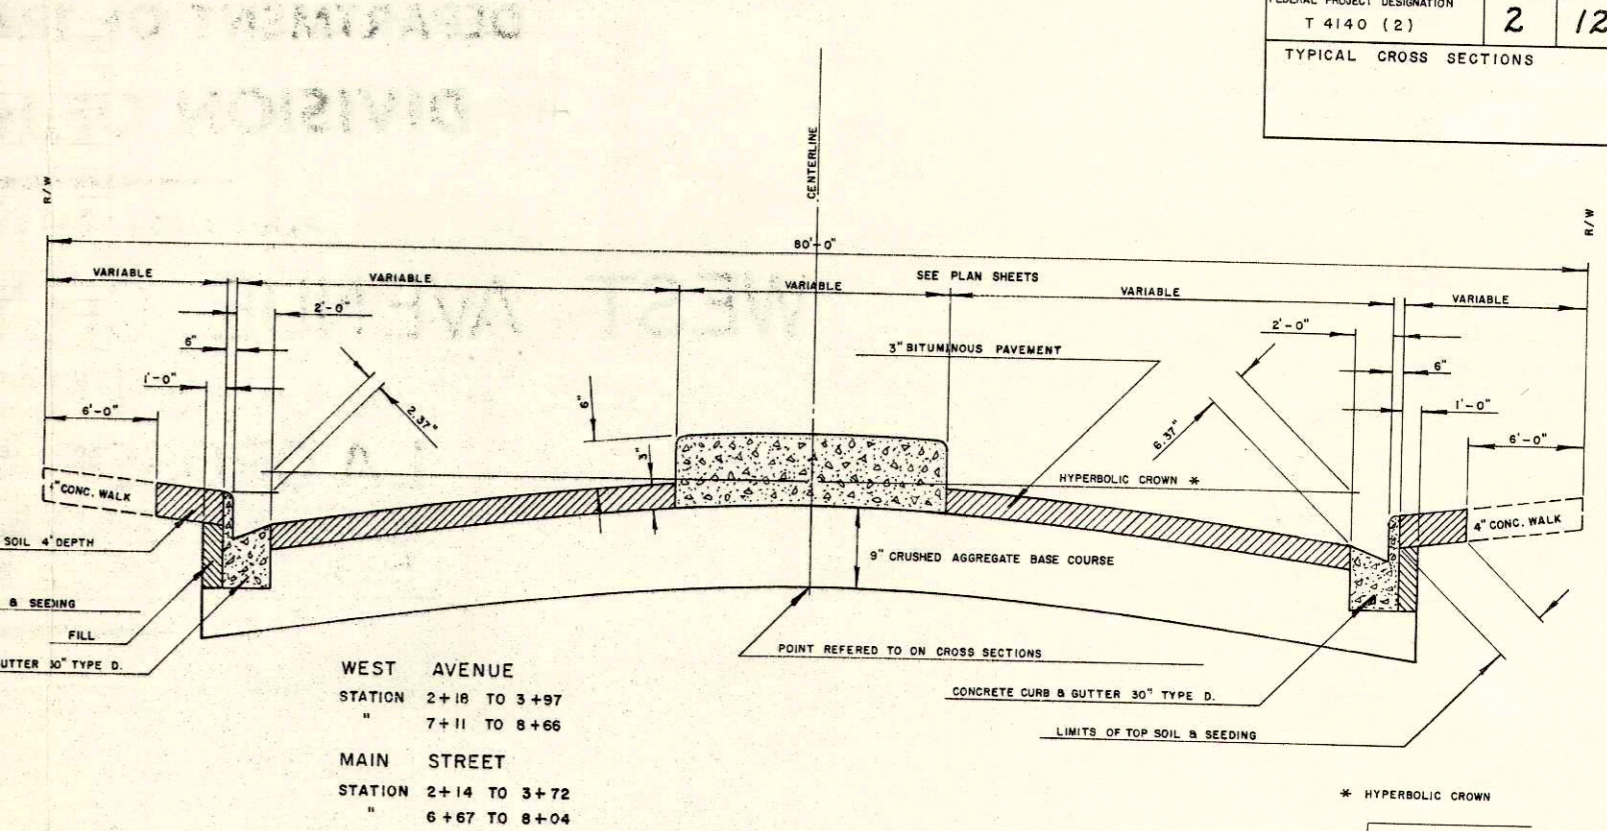 FEDERAL PROJECT DESIGNATION
T 4140 (2)
2
12
TYPICAL CROSS SECTIONS
R/W
CENTERLINE
R/W
80'-0"
VARIABLE
VARIABLE
VARIABLE
SEE PLAN SHEETS
VARIABLE
VARIABLE
WEST AVEN
DIVISION
DEPARTMENT OF
2'-0"
2'-0"
6"
3" BITUMINOUS PAVEMENT
6"
1'-0"
1'-0"
6'-0"
2.37"
6"
6.37"
6'-0"
3"
HYPERBOLIC CROWN *
4" CONC. WALK
4" CONC. WALK
SOIL 4" DEPTH
9" CRUSHED AGGREGATE BASE COURSE
& SEEDING
FILL
UTTER 30" TYPE D.
POINT REFERED TO ON CROSS SECTIONS
CONCRETE CURB & GUTTER 30" TYPE D.
LIMITS OF TOP SOIL & SEEDING
WEST AVENUE
STATION 2+18 TO 3+97
" 7+11 TO 8+66
MAIN STREET
STATION 2+14 TO 3+72
" 6+67 TO 8+04
* HYPERBOLIC CROWN